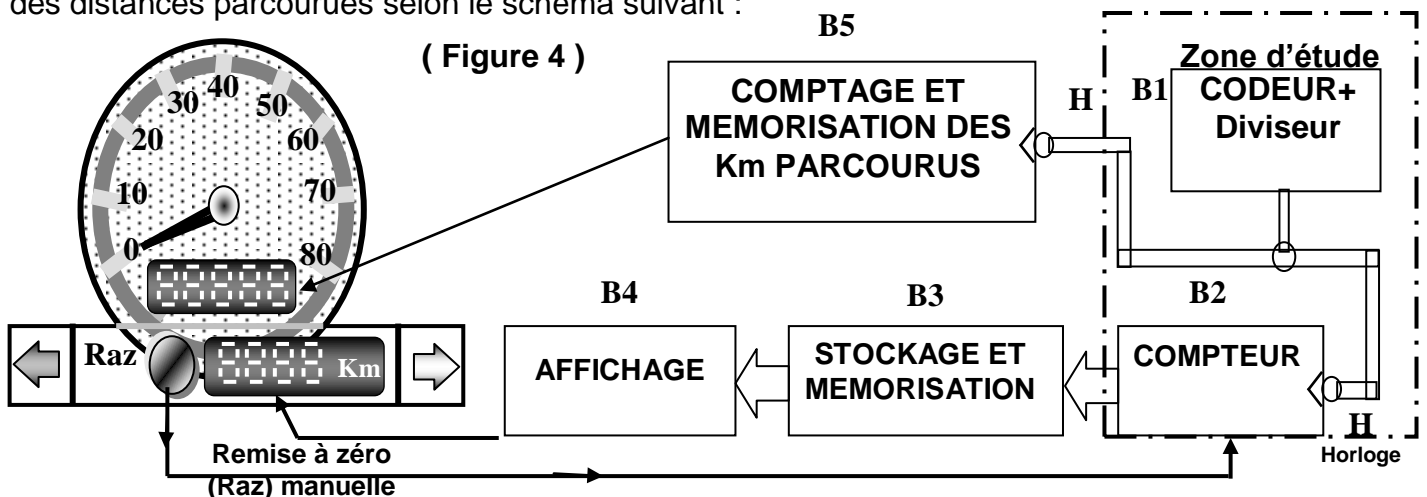 des distances parcourues selon le schéma suivant :
( Figure 4 )
B5
Zone d'étude
B1
CODEUR+
Diviseur
H
COMPTAGE ET
MEMORISATION DES
Km PARCOURUS
0
10
20
30
40
50
60
70
80
B4
B3
B2
Raz
Km
AFFICHAGE
STOCKAGE ET
MEMORISATION
COMPTEUR
H
Horloge
Remise à zéro
(Raz) manuelle